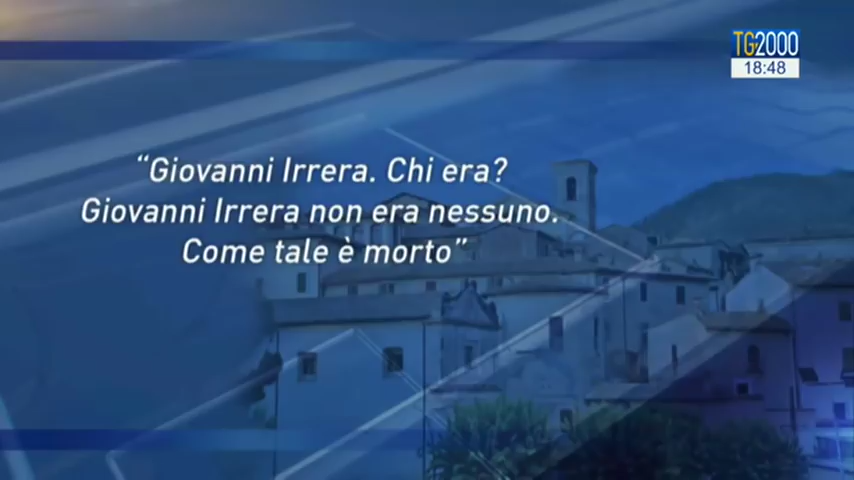 TG2000
18:48
“Giovanni Irrera. Chi era?
Giovanni Irrera non era nessuno.
Come tale è morto”